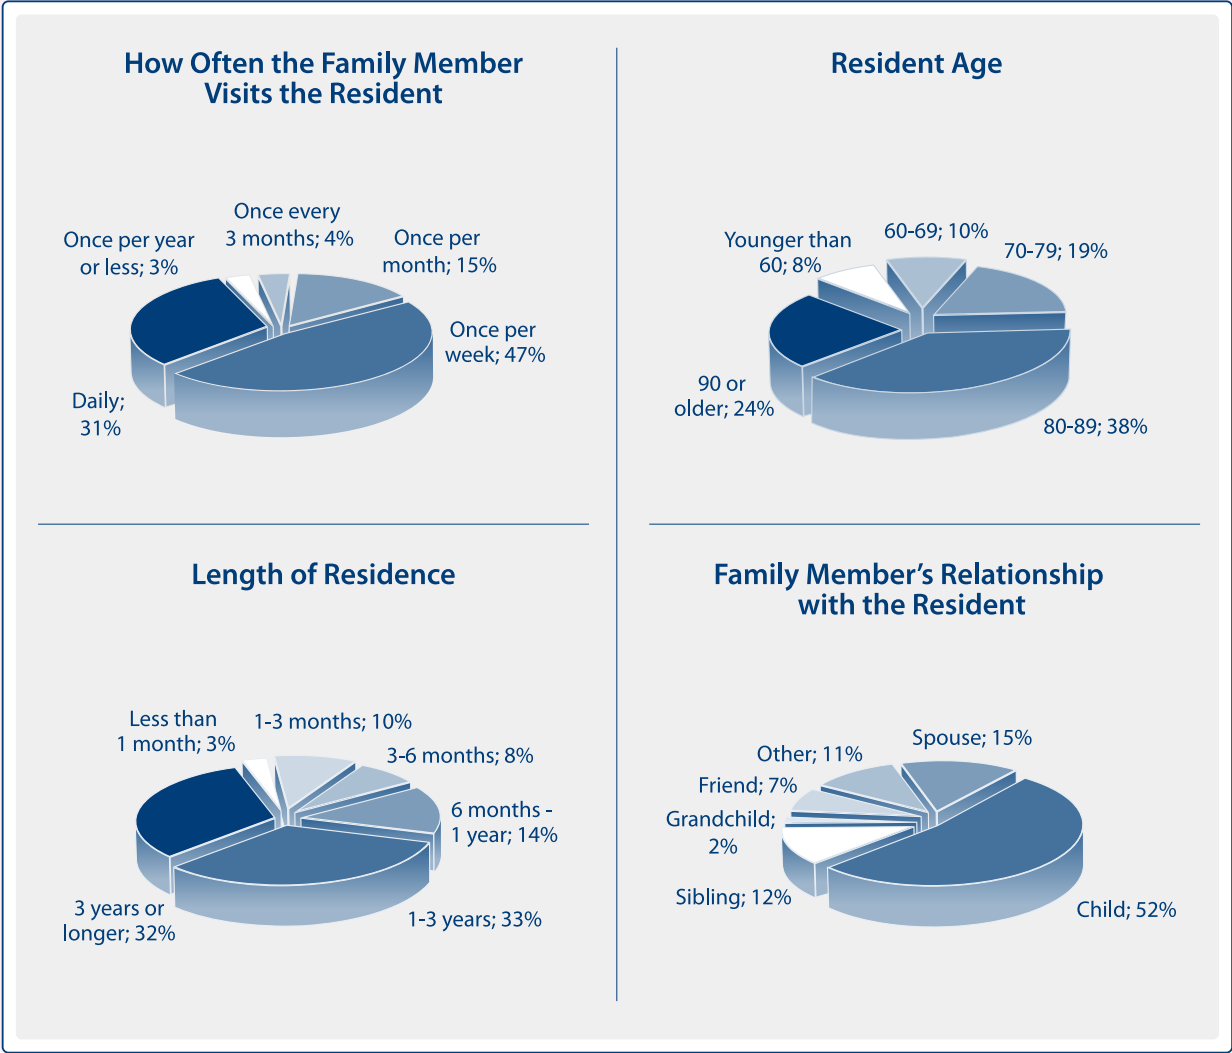 How Often the Family Member
Visits the Resident
Once every
3 months; 4%
Once per year
or less; 3%
Once per
month; 15%
Once per
week; 47%
Daily;
31%
Resident Age
60-69; 10%
Younger than
60; 8%
70-79; 19%
90 or
older; 24%
80-89; 38%
Length of Residence
Less than
1 month; 3%
1-3 months; 10%
3-6 months; 8%
6 months -
1 year; 14%
3 years or
longer; 32%
1-3 years; 33%
Family Member’s Relationship
with the Resident
Spouse; 15%
Other; 11%
Friend; 7%
Grandchild;
2%
Sibling; 12%
Child; 52%